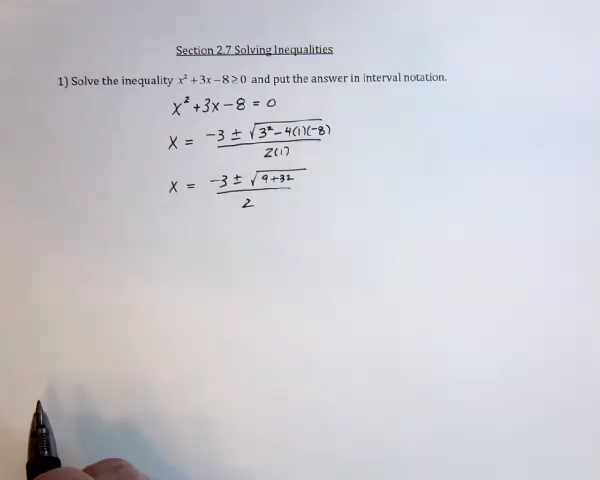 Section 2.7 Solving Inequalities
1) Solve the inequality x² + 3x − 8 ≥ 0 and put the answer in interval notation.
x² + 3x − 8 = 0
x = (−3 ± √(3² − 4(1)(−8))) / 2(1)
x = (−3 ± √(9+32)) / 2